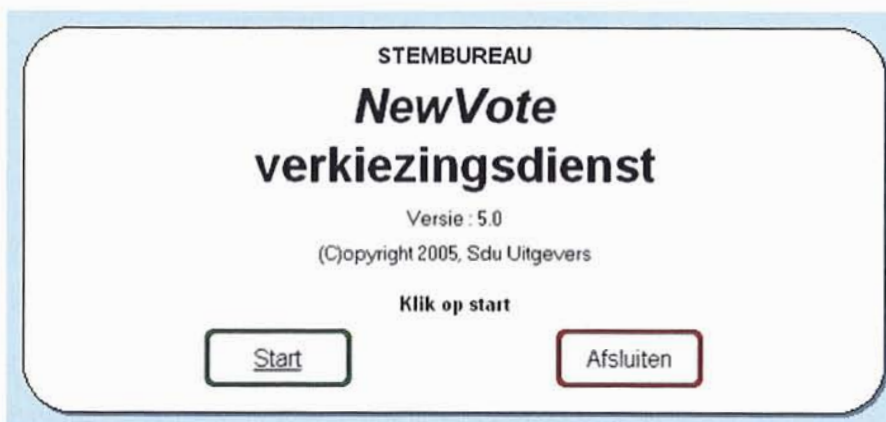 STEMBUREAU
NewVote
verkiezingsdienst
Versie : 5.0
(C)opyright 2005, Sdu Uitgevers
Klik op start
Start Afsluiten